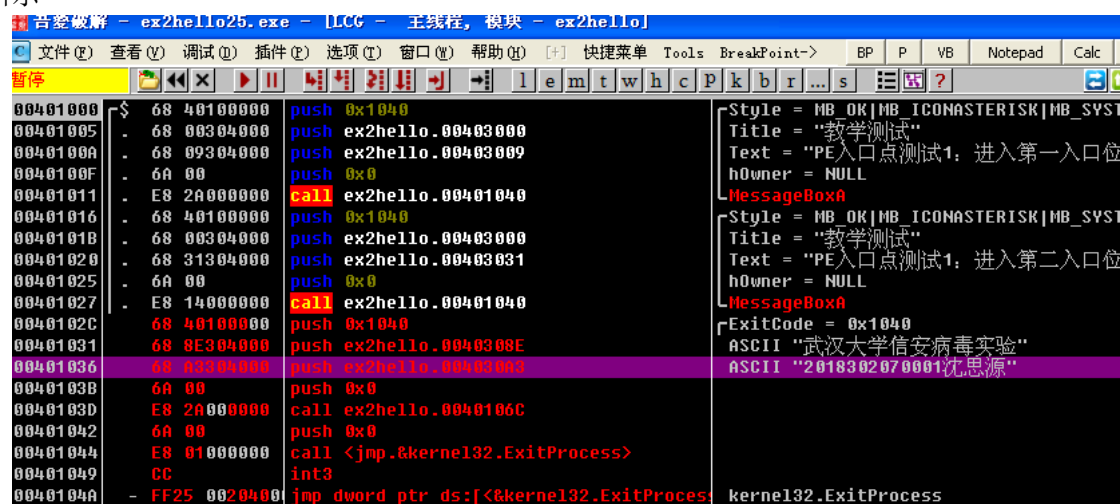 吾爱破解 - ex2hello25.exe - [LCG - 主线程, 模块 - ex2hello]
文件(F) 查看(V) 调试(D) 插件(P) 选项(T) 窗口(W) 帮助(H) [+] 快捷菜单 Tools BreakPoint-> BP P VB Notepad Calc
暂停 l e m t w h c P k b r ... s ?
00401000 $ 68 40100000 push 0x1040 Style = MB_OK|MB_ICONASTERISK|MB_SYST
00401005 . 68 00304000 push ex2hello.00403000 Title = "教学测试"
0040100A . 68 09304000 push ex2hello.00403009 Text = "PE入口点测试1: 进入第一入口位
0040100F . 6A 00 push 0x0 hOwner = NULL
00401011 . E8 2A000000 call ex2hello.00401040 MessageBoxA
00401016 . 68 40100000 push 0x1040 Style = MB_OK|MB_ICONASTERISK|MB_SYST
0040101B . 68 00304000 push ex2hello.00403000 Title = "教学测试"
00401020 . 68 31304000 push ex2hello.00403031 Text = "PE入口点测试1: 进入第二入口位
00401025 . 6A 00 push 0x0 hOwner = NULL
00401027 . E8 14000000 call ex2hello.00401040 MessageBoxA
0040102C 68 40100000 push 0x1040 ExitCode = 0x1040
00401031 68 8E304000 push ex2hello.0040308E ASCII "武汉大学信安病毒实验"
00401036 68 A3304000 push ex2hello.004030A3 ASCII "2018302070001沈思源"
0040103B 6A 00 push 0x0
0040103D E8 2A000000 call ex2hello.0040106C
00401042 6A 00 push 0x0
00401044 E8 01000000 call <jmp.&kernel32.ExitProcess>
00401049 CC int3
0040104A - FF25 00204000 jmp dword ptr ds:[<&kernel32.ExitProces kernel32.ExitProcess